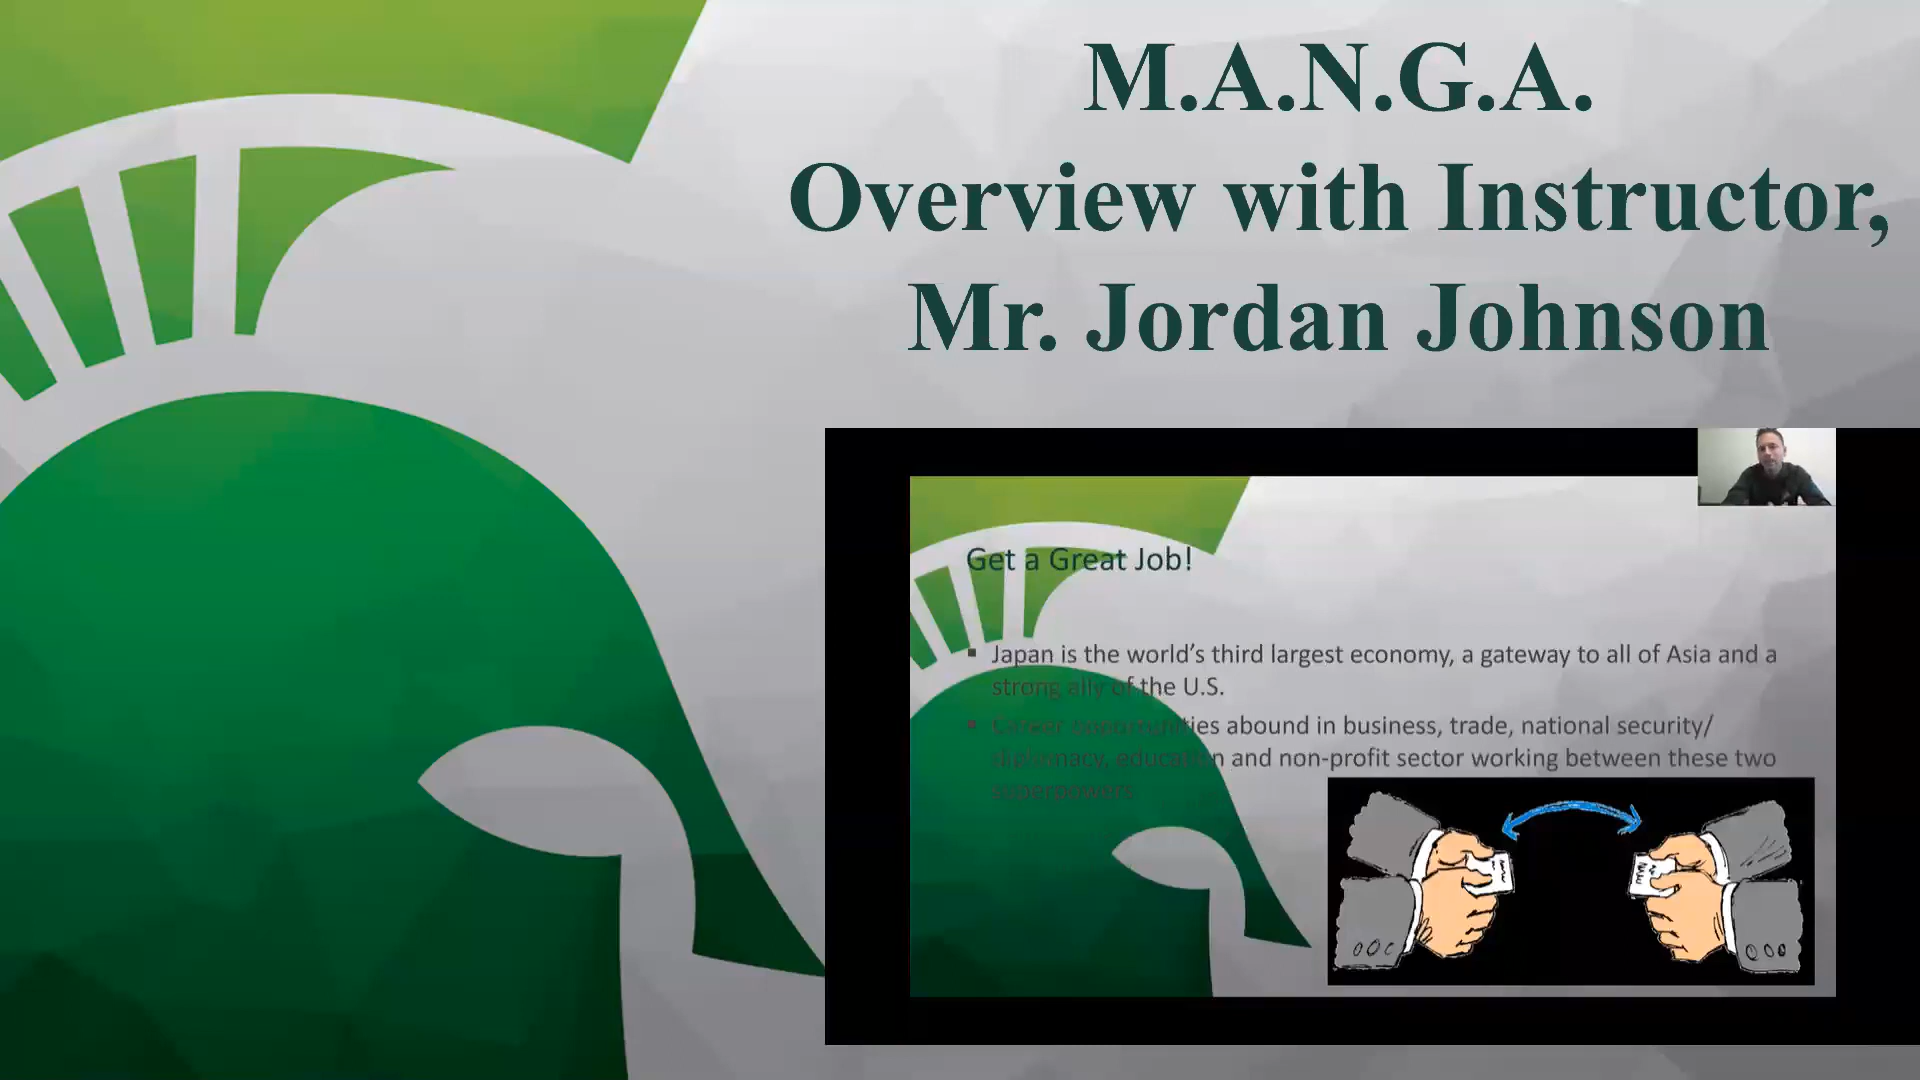 M.A.N.G.A.
Overview with Instructor,
Mr. Jordan Johnson
Get a Great Job!
▪ Japan is the world's third largest economy, a gateway to all of Asia and a
strong ally of the U.S.
▪ Career opportunities abound in business, trade, national security/
diplomacy, education and non-profit sector working between these two
superpowers